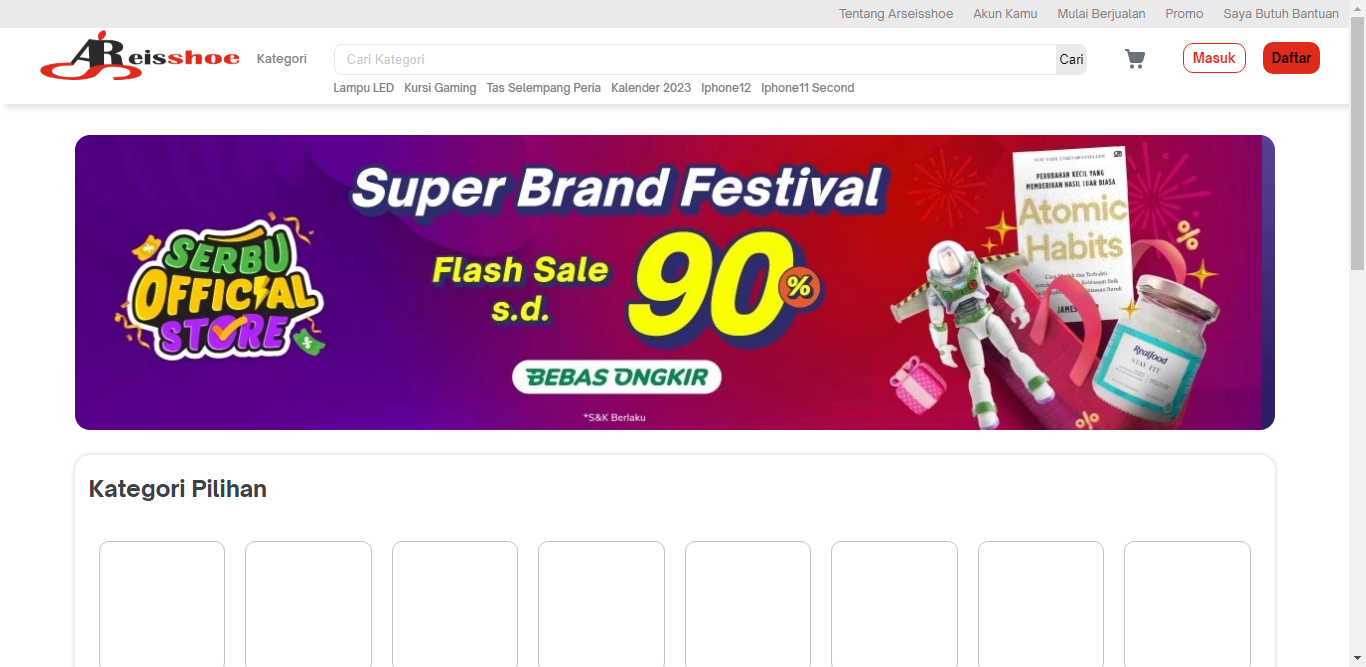 Tentang Arseisshoe Akun Kamu Mulai Berjualan Promo Saya Butuh Bantuan
AReisshoe Kategori Cari Kategori Cari Masuk Daftar
Lampu LED Kursi Gaming Tas Selempang Peria Kalender 2023 Iphone12 Iphone11 Second
Super Brand Festival
SERBU
OFFICIAL
STORE
Flash Sale
s.d.
90%
BEBAS ONGKIR
*S&K Berlaku
NEW YORK TIMES BESTSELLER
PERUBAHAN KECIL YANG
MEMBERIKAN HASIL LUAR BIASA
Atomic
Habits
JAMES
%
Realfood
STAY FIT
%
Kategori Pilihan